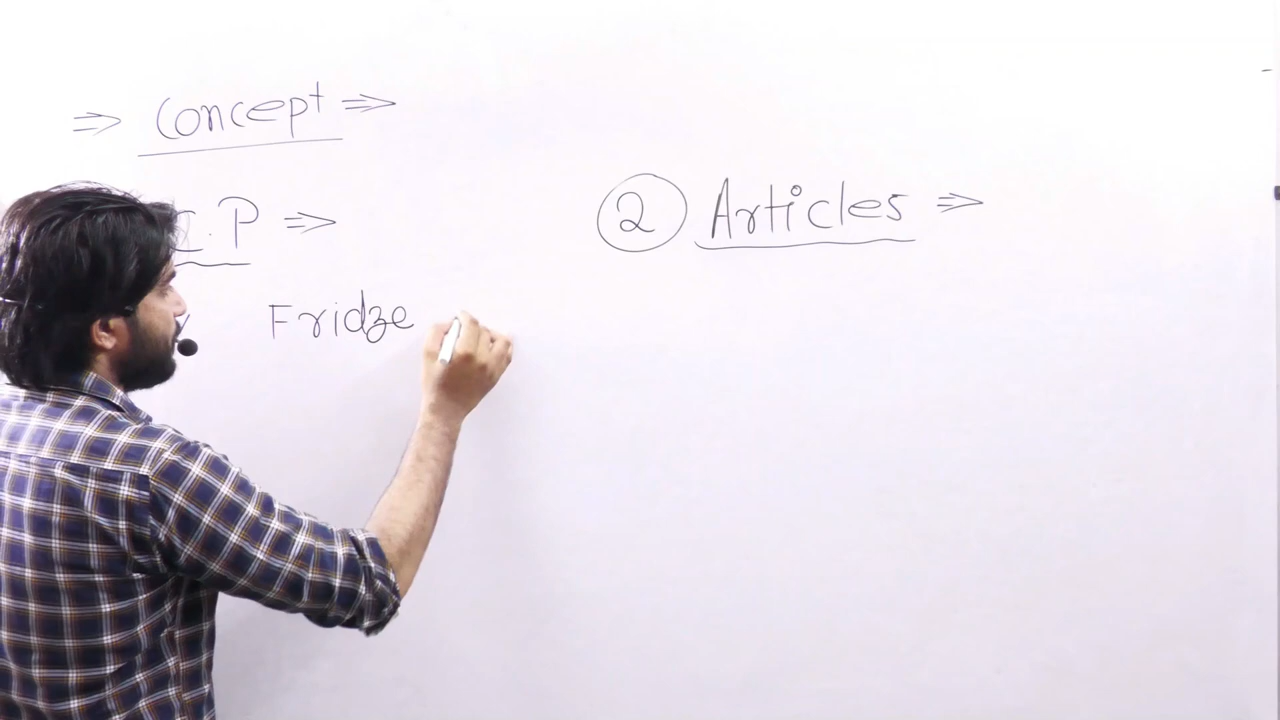 ⇒ Concept ⇒
.P ⇒
Fridze
2 Articles ⇒